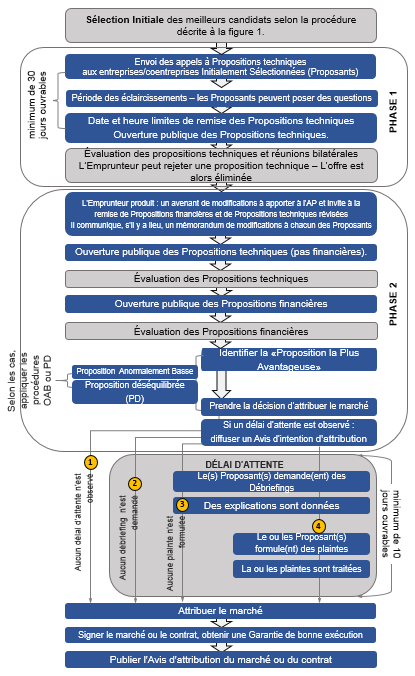 Sélection Initiale des meilleurs candidats selon la procédure
décrite à la figure 1.
minimum de 30
jours ouvrables
Envoi des appels à Propositions techniques
aux entreprises/coentreprises Initialement Sélectionnées (Proposants)
Période des éclaircissements – les Proposants peuvent poser des questions
Date et heure limites de remise des Propositions techniques
Ouverture publique des Propositions techniques.
Évaluation des propositions techniques et réunions bilatérales
L'Emprunteur peut rejeter une proposition technique – L'offre est
alors éliminée
PHASE 1
L'Emprunteur produit : un avenant de modifications à apporter à l'AP et invite à la
remise de Propositions financières et de Propositions techniques révisées
Il communique, s'il y a lieu, un mémorandum de modifications à chacun des Proposants
Ouverture publique des Propositions techniques (pas financières).
Évaluation des Propositions techniques
Ouverture publique des Propositions financières
Évaluation des Propositions financières
PHASE 2
Selon les cas,
appliquer les
procédures
OAB ou PD
Proposition Anormalement Basse
Proposition déséquilibrée
(PD)
Identifier la «Proposition la Plus
Avantageuse»
Prendre la décision d'attribuer le marché
Si un délai d'attente est observé :
diffuser un Avis d'intention d'attribution
1
Aucun délai d'attente n'est
observé
2
Aucun débriefing n'est
demandé
3
Aucune plainte n'est
formulée
DÉLAI D'ATTENTE
Le(s) Proposant(s) demande(ent) des
Débriefings
Des explications sont données
4
Le ou les Proposant(s)
formule(nt) des plaintes
La ou les plaintes sont traitées
minimum de 10
jours ouvrables
Attribuer le marché
Signer le marché ou le contrat, obtenir une Garantie de bonne exécution
Publier l'Avis d'attribution du marché ou du contrat